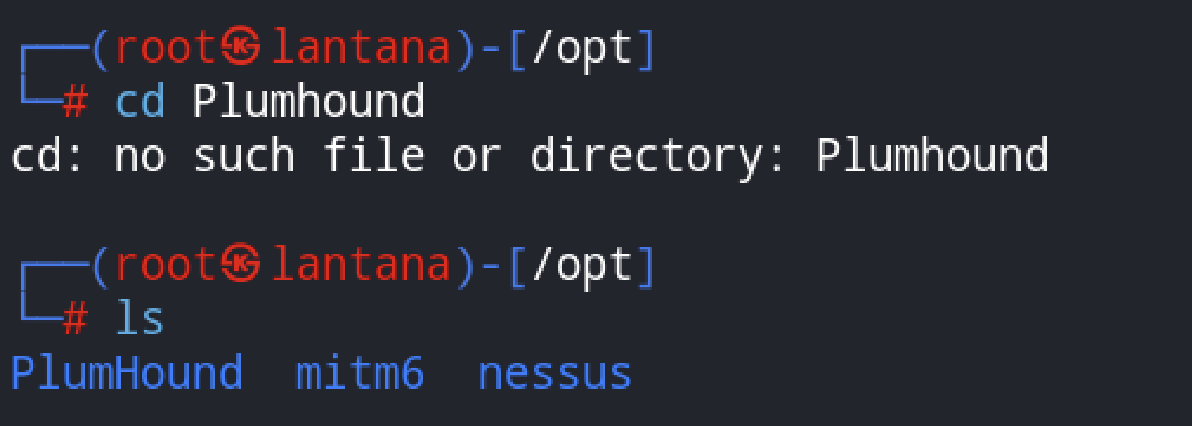 ┌──(root㉿lantana)-[/opt]
└─# cd Plumhound
cd: no such file or directory: Plumhound
┌──(root㉿lantana)-[/opt]
└─# ls
PlumHound  mitm6  nessus